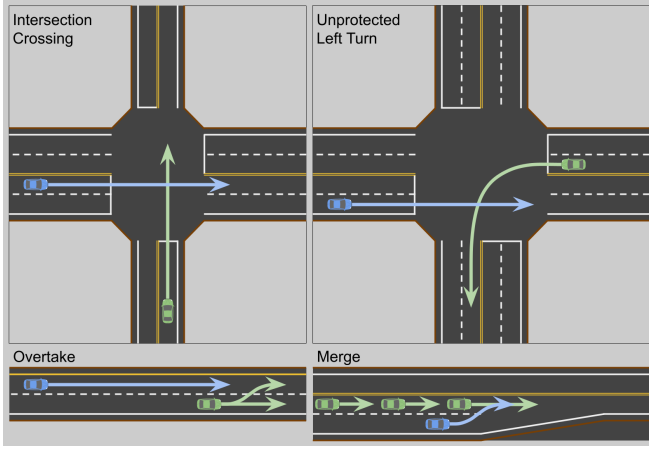 Intersection
Crossing
Unprotected
Left Turn
Overtake
Merge